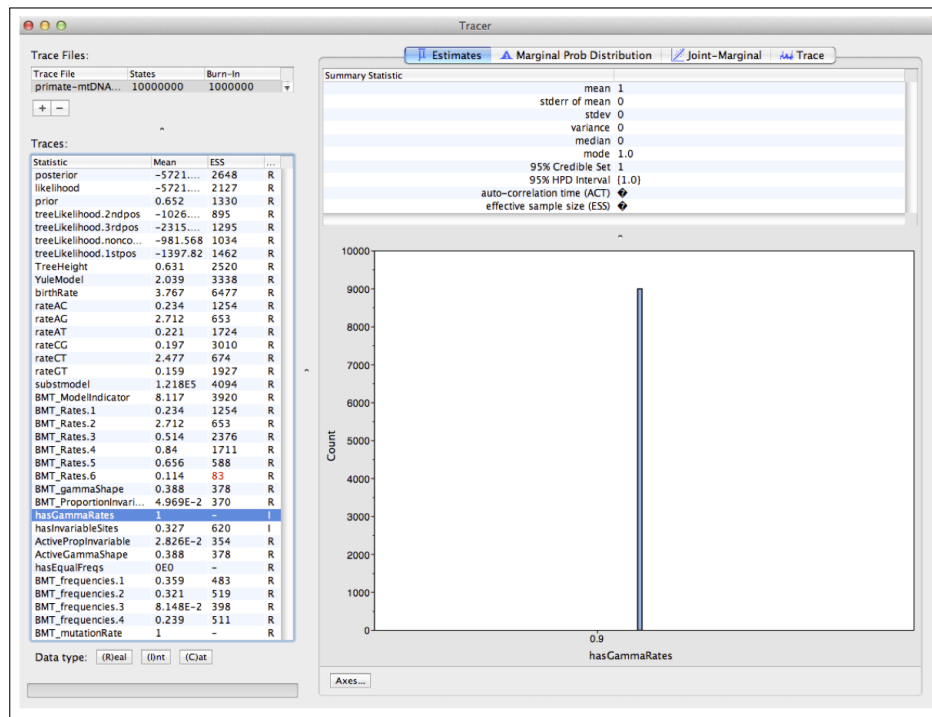 Tracer
Trace Files:
Trace File States Burn-In
primate-mtDNA... 10000000 1000000
+ −
Traces:
Statistic Mean ESS ...
posterior -5721.... 2648 R
likelihood -5721.... 2127 R
prior 0.652 1330 R
treeLikelihood.2ndpos -1026.... 895 R
treeLikelihood.3rdpos -2315.... 1295 R
treeLikelihood.nonco... -981.568 1034 R
treeLikelihood.1stpos -1397.82 1462 R
TreeHeight 0.631 2520 R
YuleModel 2.039 3338 R
birthRate 3.767 6477 R
rateAC 0.234 1254 R
rateAG 2.712 653 R
rateAT 0.221 1724 R
rateCG 0.197 3010 R
rateCT 2.477 674 R
rateGT 0.159 1927 R
substmodel 1.218E5 4094 R
BMT_ModelIndicator 8.117 3920 R
BMT_Rates.1 0.234 1254 R
BMT_Rates.2 2.712 653 R
BMT_Rates.3 0.514 2376 R
BMT_Rates.4 0.84 1711 R
BMT_Rates.5 0.656 588 R
BMT_Rates.6 0.114 83 R
BMT_gammaShape 0.388 378 R
BMT_ProportionInvari... 4.969E-2 370 R
hasGammaRates 1 - I
hasInvariableSites 0.327 620 I
ActivePropInvariable 2.826E-2 354 R
ActiveGammaShape 0.388 378 R
hasEqualFreqs 0E0 - R
BMT_frequencies.1 0.359 483 R
BMT_frequencies.2 0.321 519 R
BMT_frequencies.3 8.148E-2 398 R
BMT_frequencies.4 0.239 511 R
BMT_mutationRate 1 - R
Data type: (R)eal (I)nt (C)at
Estimates Marginal Prob Distribution Joint-Marginal Trace
Summary Statistic
mean 1
stderr of mean 0
stdev 0
variance 0
median 0
mode 1.0
95% Credible Set 1
95% HPD Interval {1.0}
auto-correlation time (ACT) �
effective sample size (ESS) �
10000
9000
8000
7000
6000
5000
4000
3000
2000
1000
0
Count
0.9
hasGammaRates
Axes...